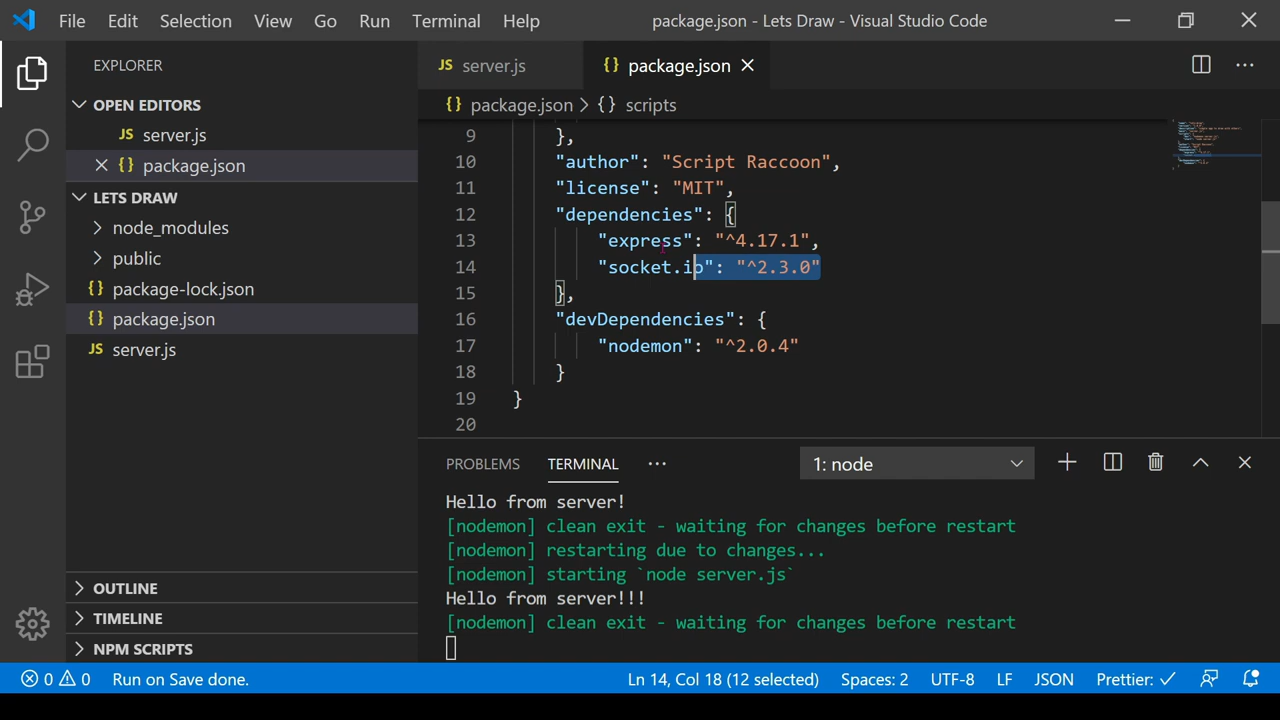 File Edit Selection View Go Run Terminal Help package.json - Lets Draw - Visual Studio Code
EXPLORER
OPEN EDITORS
JS server.js
{} package.json
LETS DRAW
node_modules
public
{} package-lock.json
{} package.json
JS server.js
OUTLINE
TIMELINE
NPM SCRIPTS
JS server.js {} package.json
{} package.json {} scripts
9 },
10 "author": "Script Raccoon",
11 "license": "MIT",
12 "dependencies": {
13 "express": "^4.17.1",
14 "socket.io": "^2.3.0"
15 },
16 "devDependencies": {
17 "nodemon": "^2.0.4"
18 }
19 }
20
PROBLEMS TERMINAL ... 1: node
Hello from server!
[nodemon] clean exit - waiting for changes before restart
[nodemon] restarting due to changes...
[nodemon] starting `node server.js`
Hello from server!!!
[nodemon] clean exit - waiting for changes before restart
0 0 Run on Save done. Ln 14, Col 18 (12 selected) Spaces: 2 UTF-8 LF JSON Prettier: ✓